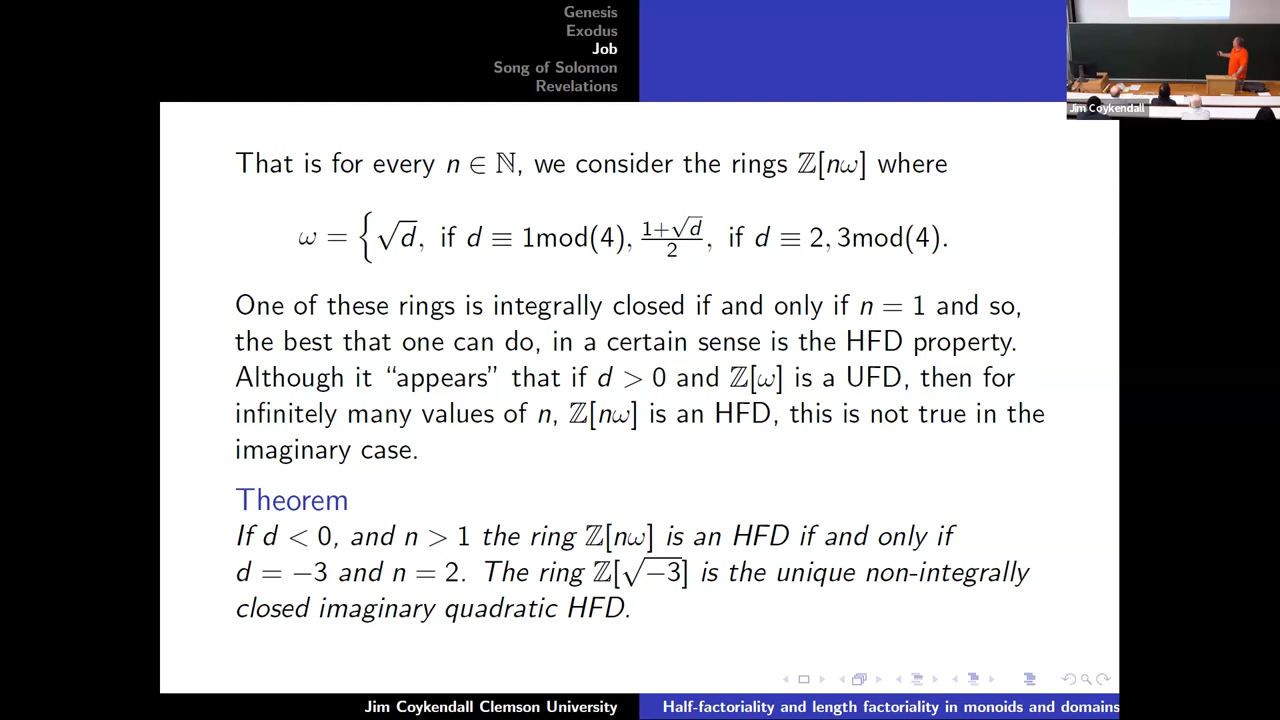 Genesis
Exodus
Job
Song of Solomon
Revelations
Jim Coykendall
That is for every n ∈ ℕ, we consider the rings ℤ[nω] where
ω = { √d, if d ≡ 1mod(4), (1+√d)/2, if d ≡ 2, 3mod(4).
One of these rings is integrally closed if and only if n = 1 and so,
the best that one can do, in a certain sense is the HFD property.
Although it “appears” that if d > 0 and ℤ[ω] is a UFD, then for
infinitely many values of n, ℤ[nω] is an HFD, this is not true in the
imaginary case.
Theorem
If d < 0, and n > 1 the ring ℤ[nω] is an HFD if and only if
d = −3 and n = 2. The ring ℤ[√−3] is the unique non-integrally
closed imaginary quadratic HFD.
Jim Coykendall Clemson University
Half-factoriality and length factoriality in monoids and domains